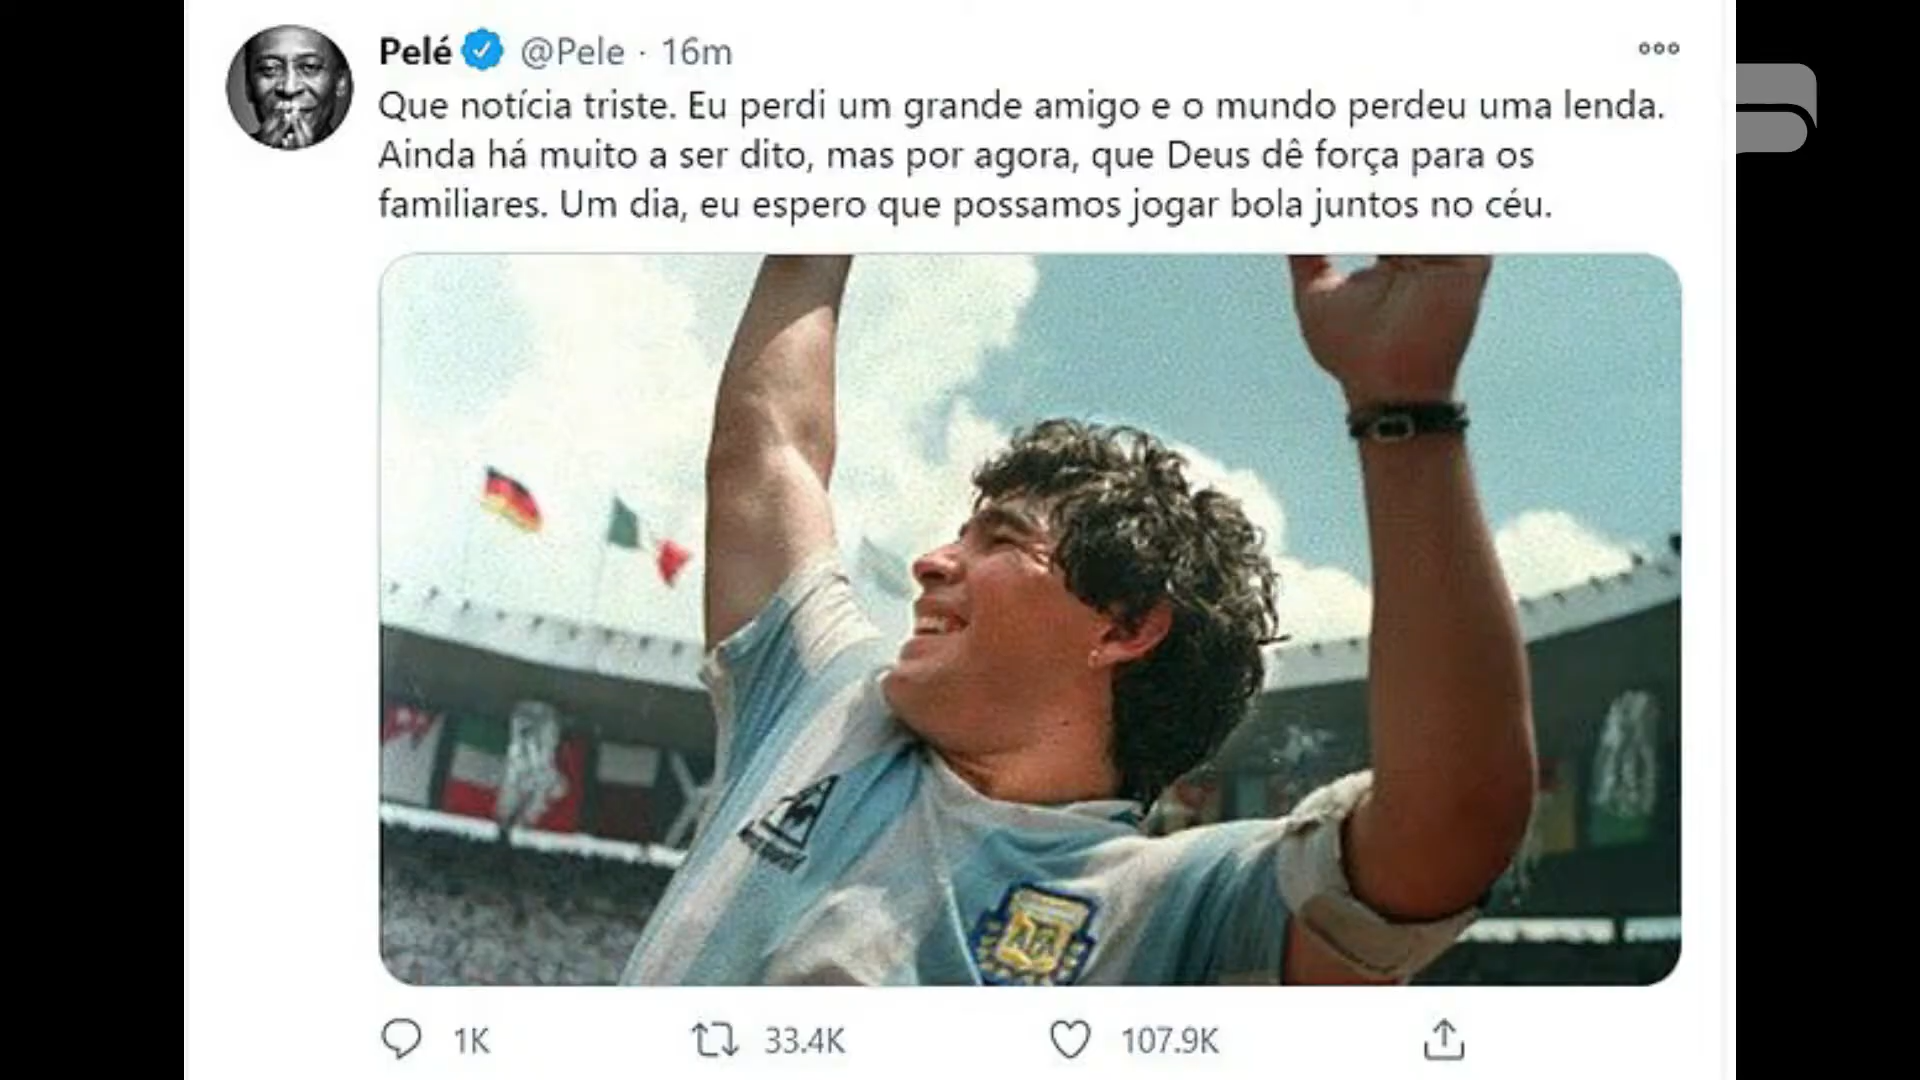 Pelé @Pele · 16m
Que notícia triste. Eu perdi um grande amigo e o mundo perdeu uma lenda.
Ainda há muito a ser dito, mas por agora, que Deus dê força para os
familiares. Um dia, eu espero que possamos jogar bola juntos no céu.
AFA
1K 33.4K 107.9K